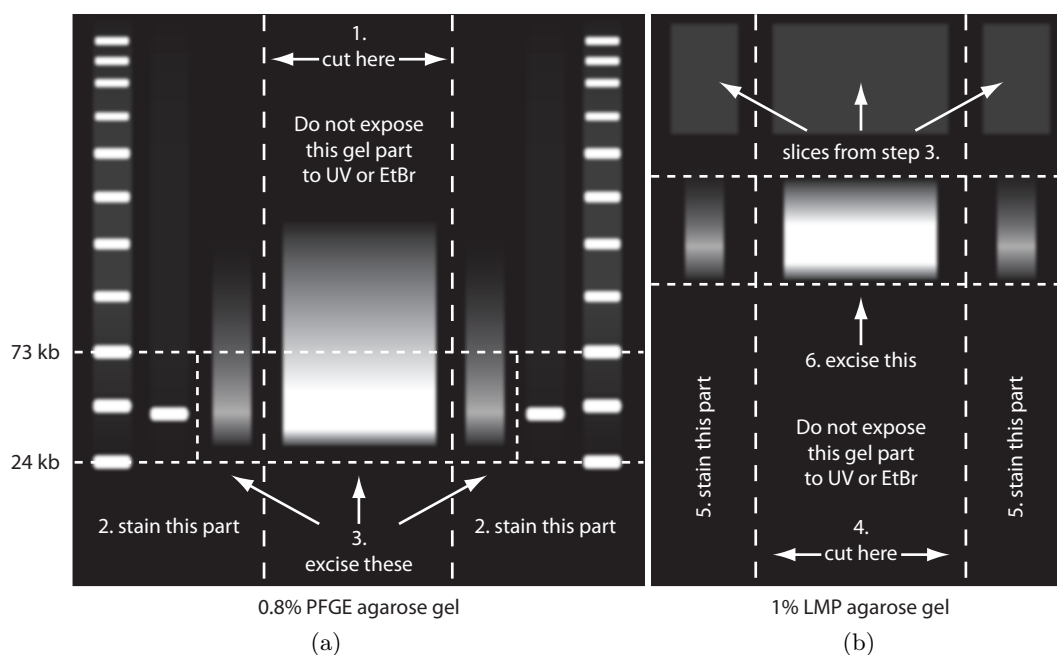 1.
cut here
Do not expose
this gel part
to UV or EtBr
73 kb
24 kb
2. stain this part
3.
excise these
2. stain this part
0.8% PFGE agarose gel
(a)
slices from step 3.
6. excise this
5. stain this part
Do not expose
this gel part
to UV or EtBr
5. stain this part
4.
cut here
1% LMP agarose gel
(b)